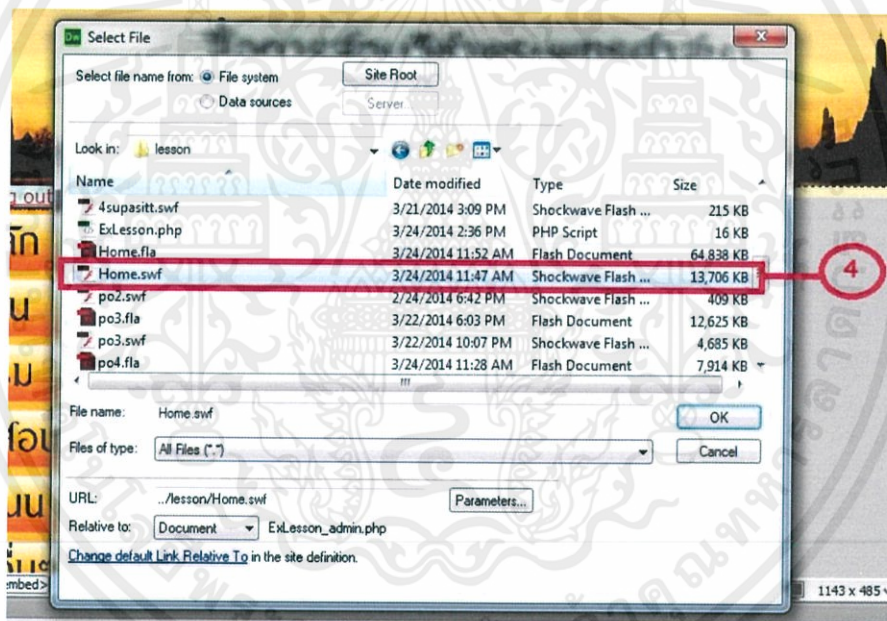 Dw Select File
Select file name from: File system Site Root
Data sources Server...
Look in: lesson
Name Date modified Type Size
4supasitt.swf 3/21/2014 3:09 PM Shockwave Flash ... 215 KB
ExLesson.php 3/24/2014 2:36 PM PHP Script 16 KB
Home.fla 3/24/2014 11:52 AM Flash Document 64,838 KB
Home.swf 3/24/2014 11:47 AM Shockwave Flash ... 13,706 KB
4
po2.swf 2/24/2014 6:42 PM Shockwave Flash ... 409 KB
po3.fla 3/22/2014 6:03 PM Flash Document 12,625 KB
po3.swf 3/22/2014 10:07 PM Shockwave Flash ... 4,685 KB
po4.fla 3/24/2014 11:28 AM Flash Document 7,914 KB
File name: Home.swf OK
Files of type: All Files (*.*) Cancel
URL: .../lesson/Home.swf Parameters...
Relative to: Document ExLesson_admin.php
Change default Link Relative To in the site definition.
g out
mbed>
1143 x 485